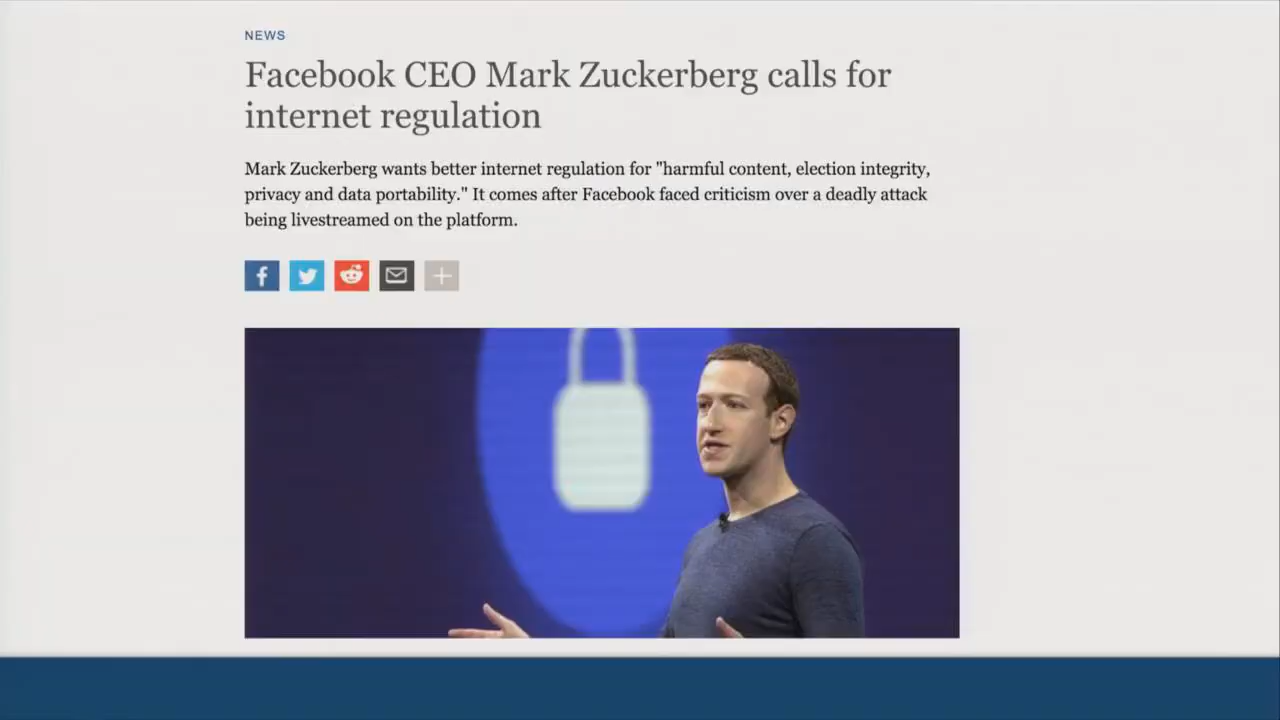 NEWS
Facebook CEO Mark Zuckerberg calls for
internet regulation
Mark Zuckerberg wants better internet regulation for "harmful content, election integrity,
privacy and data portability." It comes after Facebook faced criticism over a deadly attack
being livestreamed on the platform.